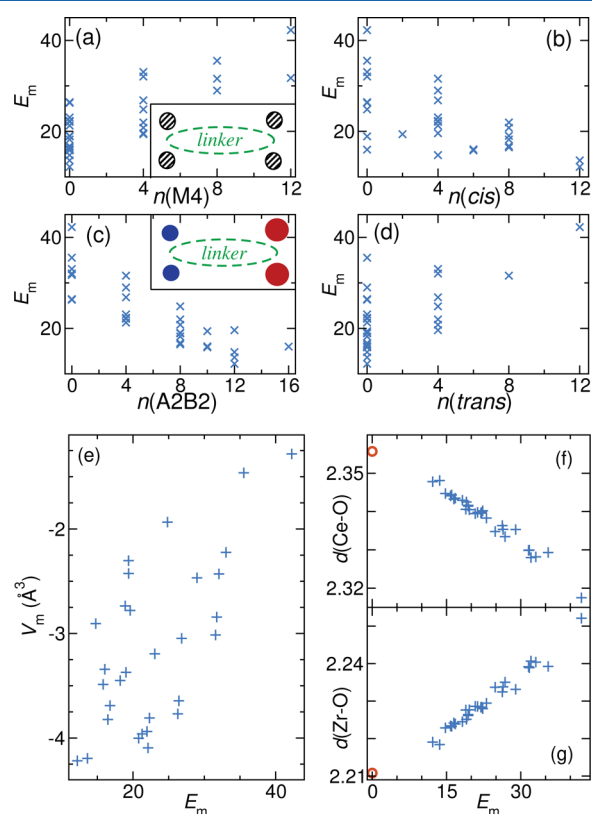 (a)
40
20
E_m
0 4 8 12
n(M4)
linker
(b)
40
20
E_m
0 4 8 12
n(cis)
(c)
40
20
E_m
0 4 8 12 16
n(A2B2)
linker
(d)
40
20
E_m
0 4 8 12
n(trans)
(e)
-2
-3
-4
V_m (Å³)
20 40
E_m
(f)
2.35
2.32
d(Ce-O)
2.24
2.21
d(Zr-O)
(g)
0 15 30
E_m